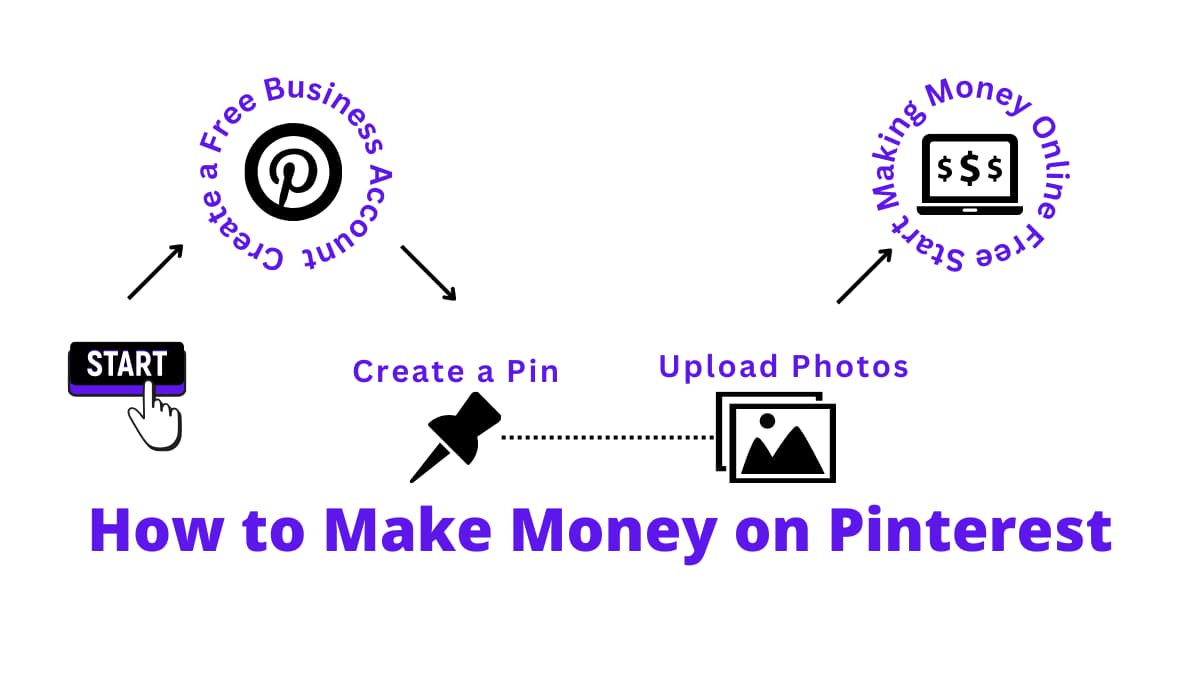 Create a Free Business Account
Start Making Money Online Free
START
Create a Pin
Upload Photos
$ $ $
How to Make Money on Pinterest